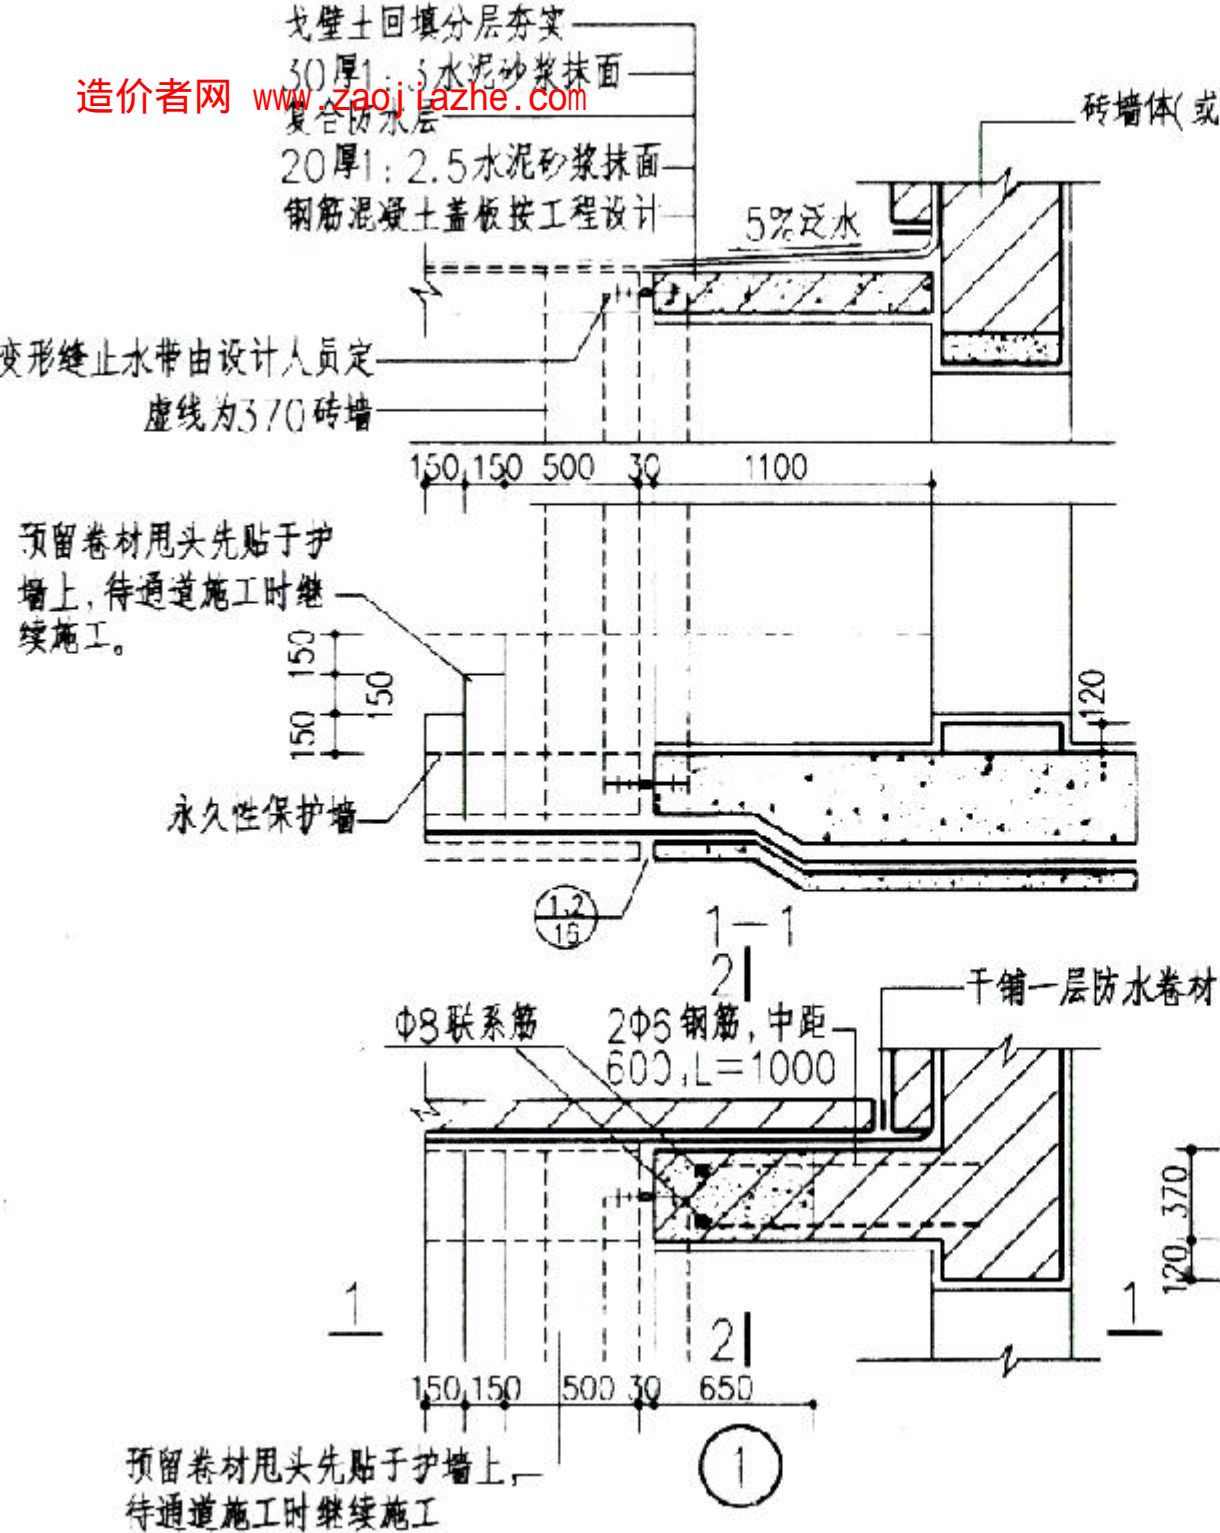 戈壁土回填分层夯实
30厚1:3水泥砂浆抹面
造价者网 www.zaojiazhe.com
复合防水层
砖墙体(或
20厚1:2.5水泥砂浆抹面
钢筋混凝土盖板按工程设计
5%泛水
变形缝止水带由设计人员定
虚线为370砖墙
150 150 500 30 1100
预留卷材甩头先贴于护
墙上,待通道施工时继
续施工。
150
150
150
120
永久性保护墙
1,2
16
1-1
2
干铺一层防水卷材
Φ8联系筋
2Φ6钢筋,中距
600,L=1000
370
120
1
1
2
150 150 500 30 650
1
预留卷材甩头先贴于护墙上,
待通道施工时继续施工